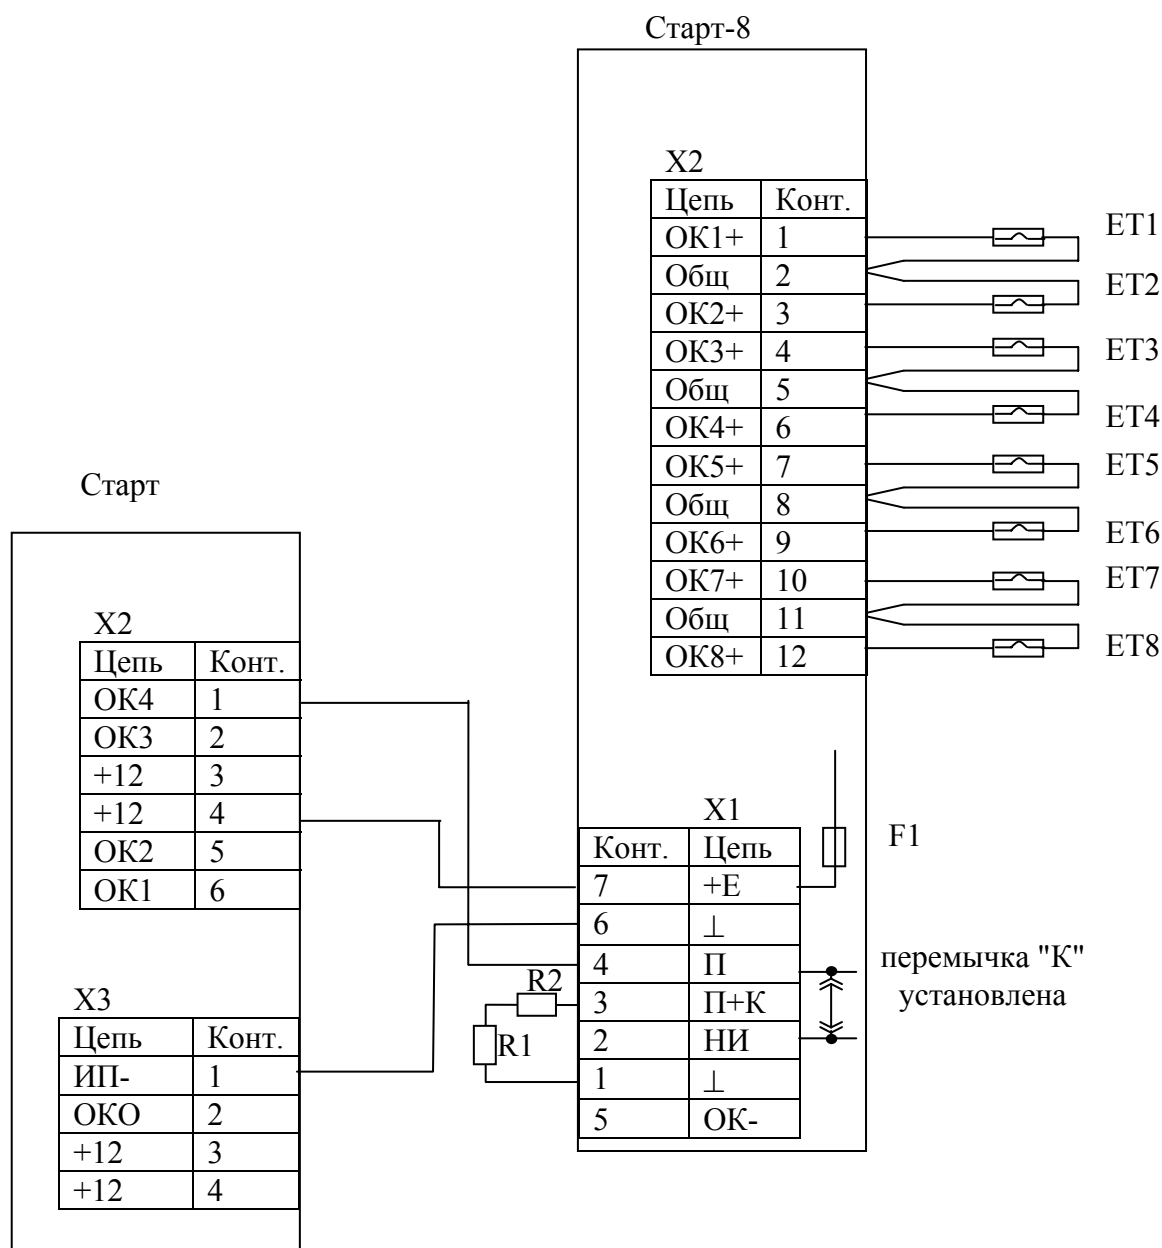 Старт-8
X2
Цепь Конт.
ОК1+ 1
Общ 2
ОК2+ 3
ОК3+ 4
Общ 5
ОК4+ 6
ОК5+ 7
Общ 8
ОК6+ 9
ОК7+ 10
Общ 11
ОК8+ 12
ET1
ET2
ET3
ET4
ET5
ET6
ET7
ET8
Старт
X2
Цепь Конт.
ОК4 1
ОК3 2
+12 3
+12 4
ОК2 5
ОК1 6
X3
Цепь Конт.
ИП- 1
ОКО 2
+12 3
+12 4
X1
Конт. Цепь
7 +Е
6 ⊥
4 П
3 П+К
2 НИ
1 ⊥
5 ОК-
F1
R2
R1
перемычка "К"
установлена